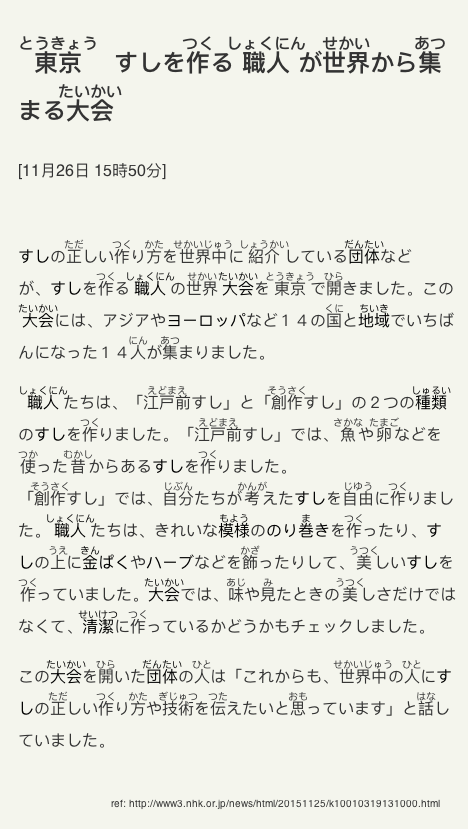 東京 すしを作る職人が世界から集
まる大会
[11月26日 15時50分]
すしの正しい作り方を世界中に紹介している団体など
が、すしを作る職人の世界大会を東京で開きました。この
大会には、アジアやヨーロッパなど１４の国と地域でいちば
んになった１４人が集まりました。
職人たちは、「江戸前すし」と「創作すし」の２つの種類
のすしを作りました。「江戸前すし」では、魚や卵などを
使った昔からあるすしを作りました。
「創作すし」では、自分たちが考えたすしを自由に作りまし
た。職人たちは、きれいな模様ののり巻きを作ったり、す
しの上に金ぱくやハーブなどを飾ったりして、美しいすしを
作っていました。大会では、味や見たときの美しさだけでは
なくて、清潔に作っているかどうかもチェックしました。
この大会を開いた団体の人は「これからも、世界中の人にす
しの正しい作り方や技術を伝えたいと思っています」と話し
ていました。
ref: http://www3.nhk.or.jp/news/html/20151125/k10010319131000.html